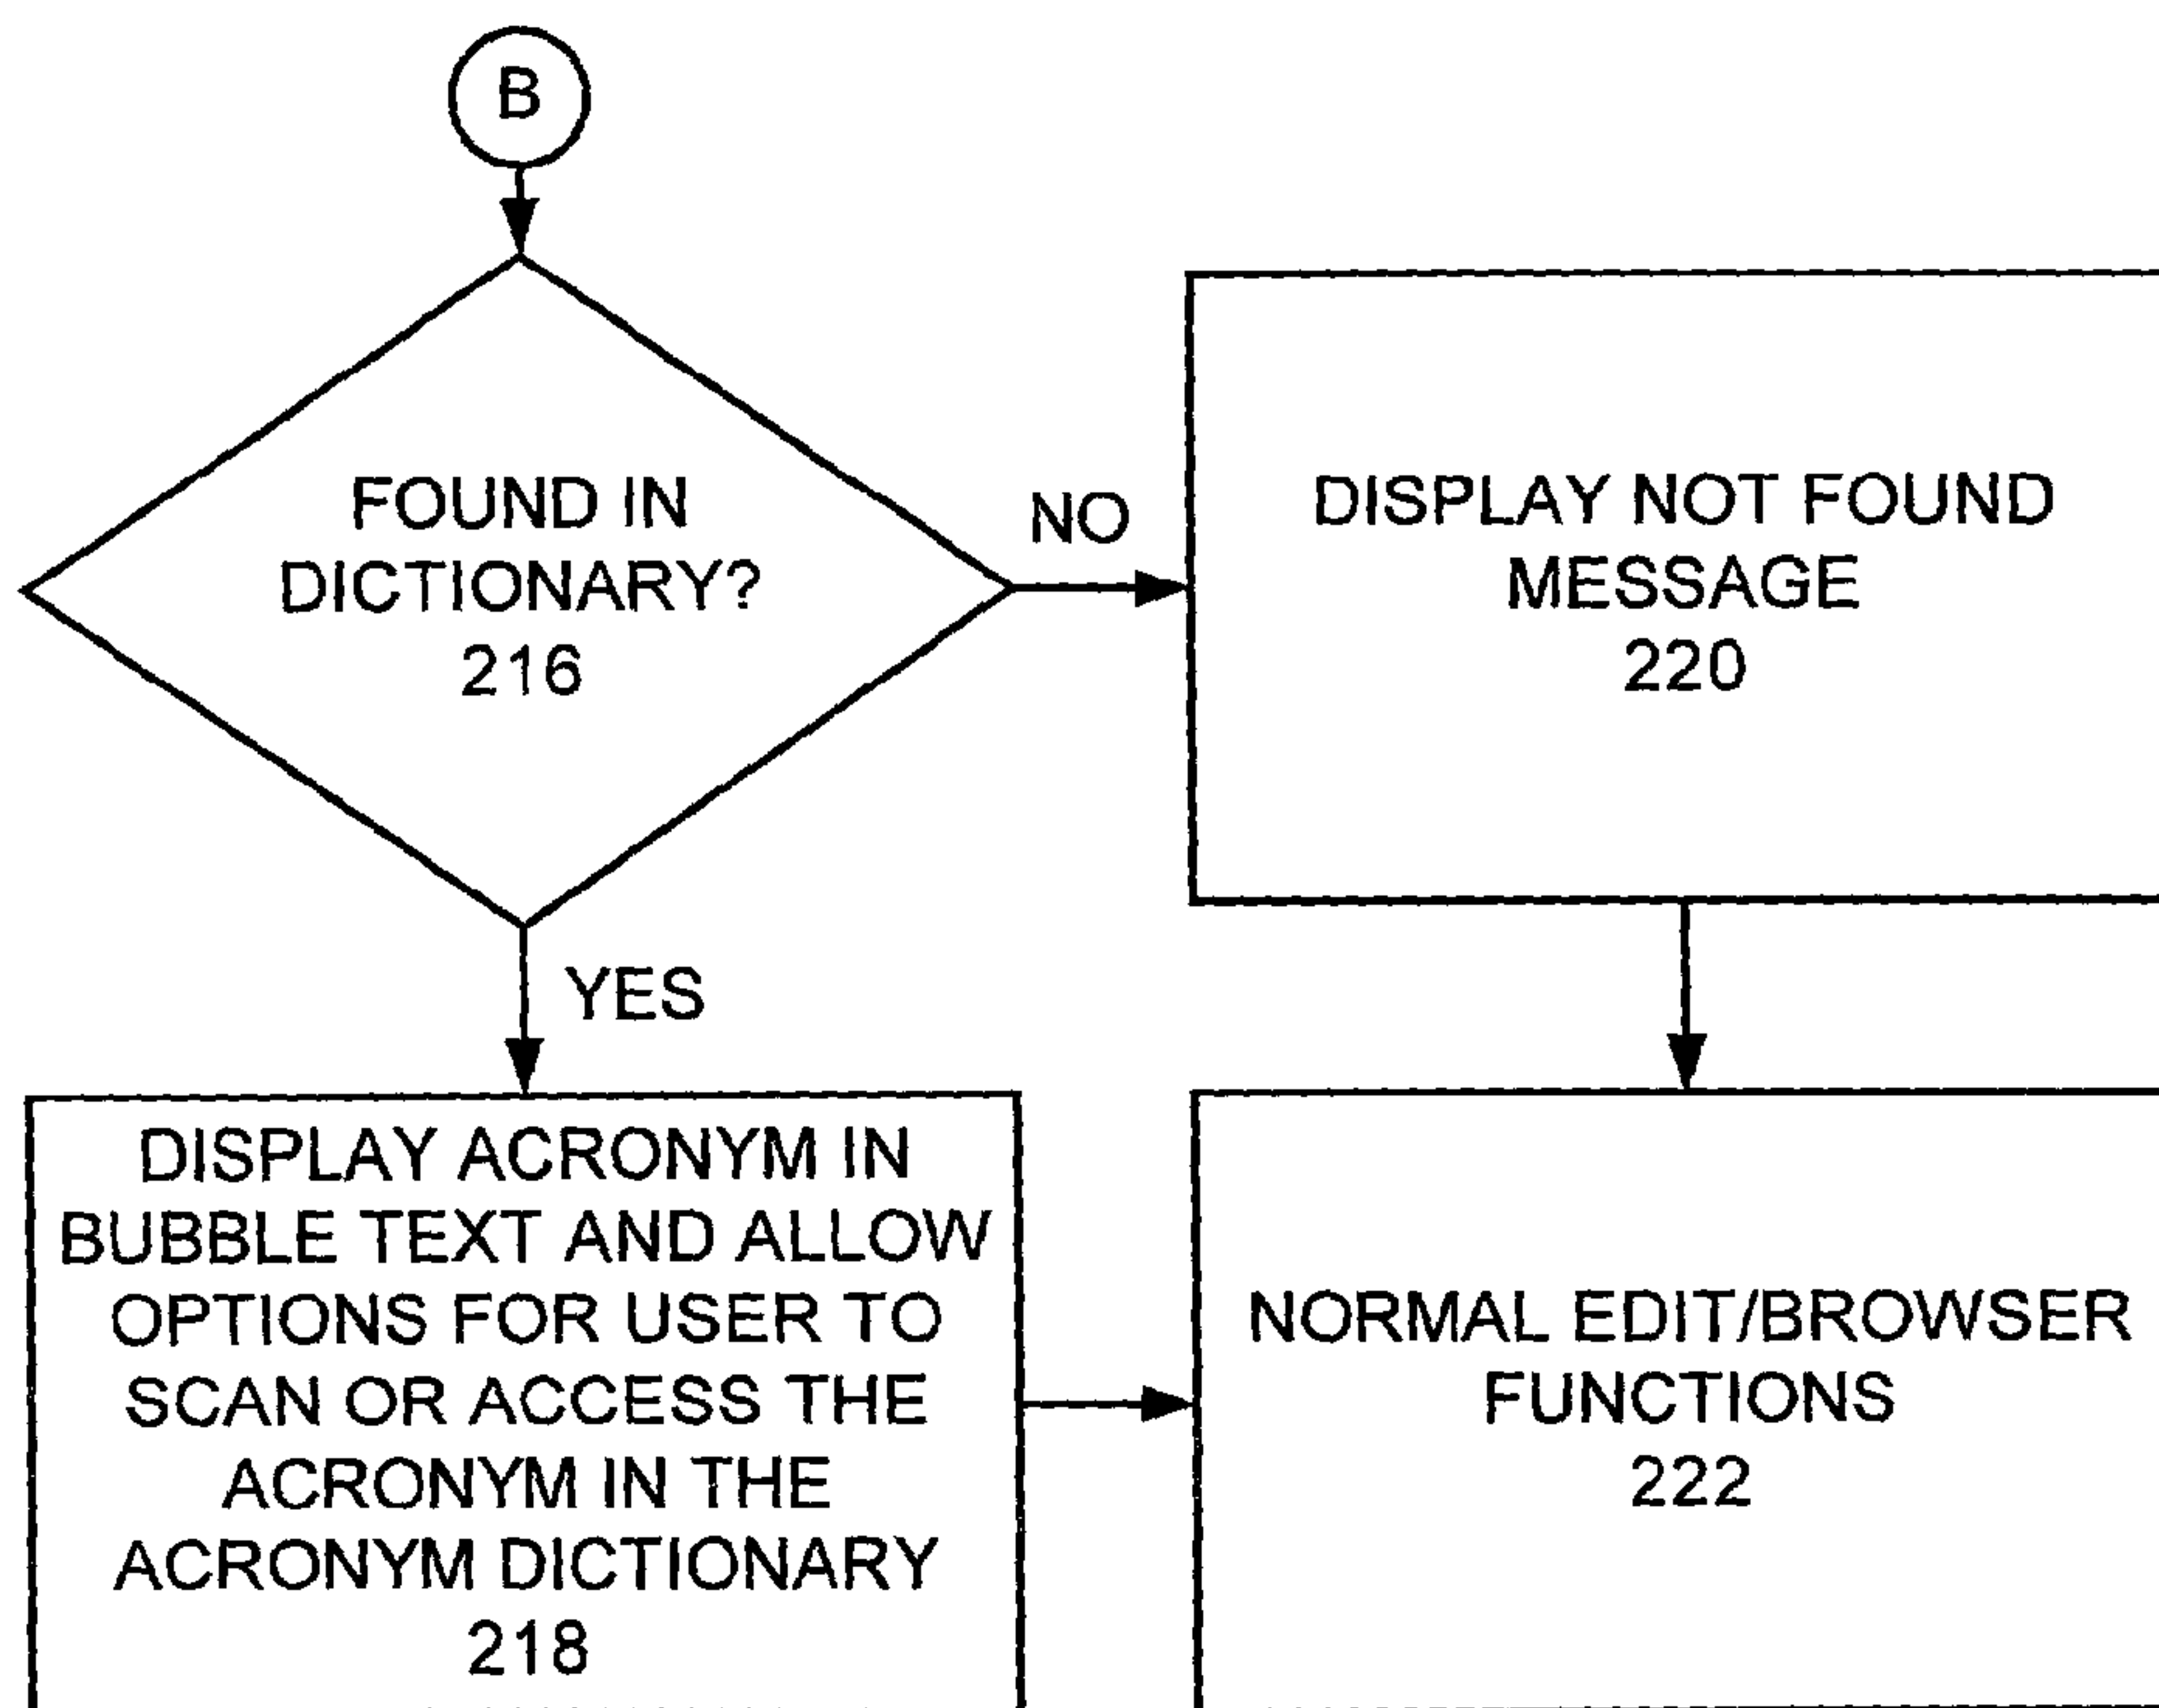 B
FOUND IN
DICTIONARY?
216
NO
DISPLAY NOT FOUND
MESSAGE
220
YES
DISPLAY ACRONYM IN
BUBBLE TEXT AND ALLOW
OPTIONS FOR USER TO
SCAN OR ACCESS THE
ACRONYM IN THE
ACRONYM DICTIONARY
218
NORMAL EDIT/BROWSER
FUNCTIONS
222